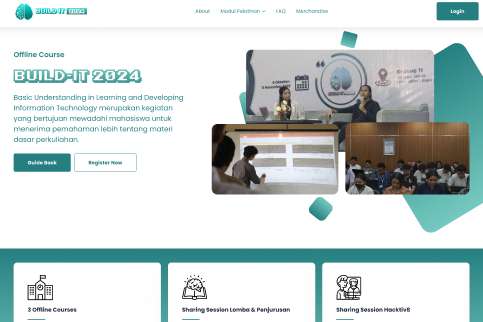 BUILD-IT 2024
About
Modul Pelatihan
FAQ
Merchandise
Login
Offline Course
BUILD-IT 2024
Basic Understanding in Learning and Developing
Information Technology merupakan kegiatan
yang bertujuan mewadahi mahasiswa untuk
menerima pemahaman lebih tentang materi
dasar perkuliahan.
Guide Book
Register Now
Gedung TI
3 Offline Courses
Sharing Session Lomba & Penjurusan
Sharing Session Hacktiv8